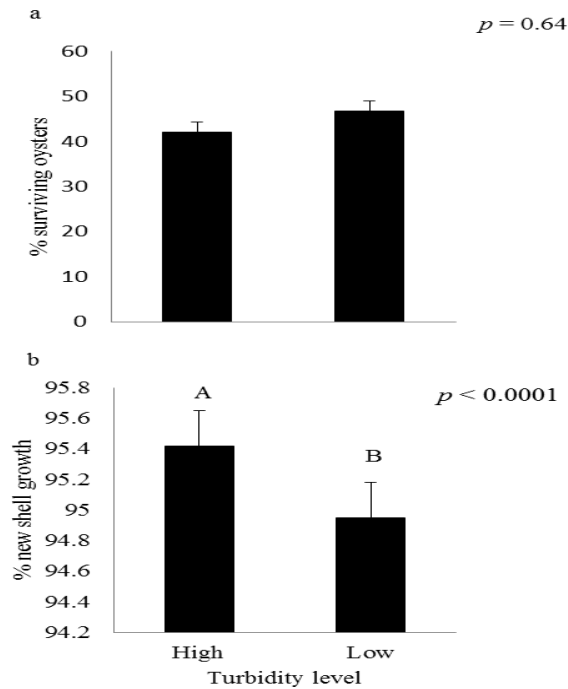 a
p = 0.64
60
50
40
30
20
10
0
% surviving oysters
b
p < 0.0001
95.8
95.6
95.4
95.2
95
94.8
94.6
94.4
94.2
% new shell growth
A
B
High
Low
Turbidity level